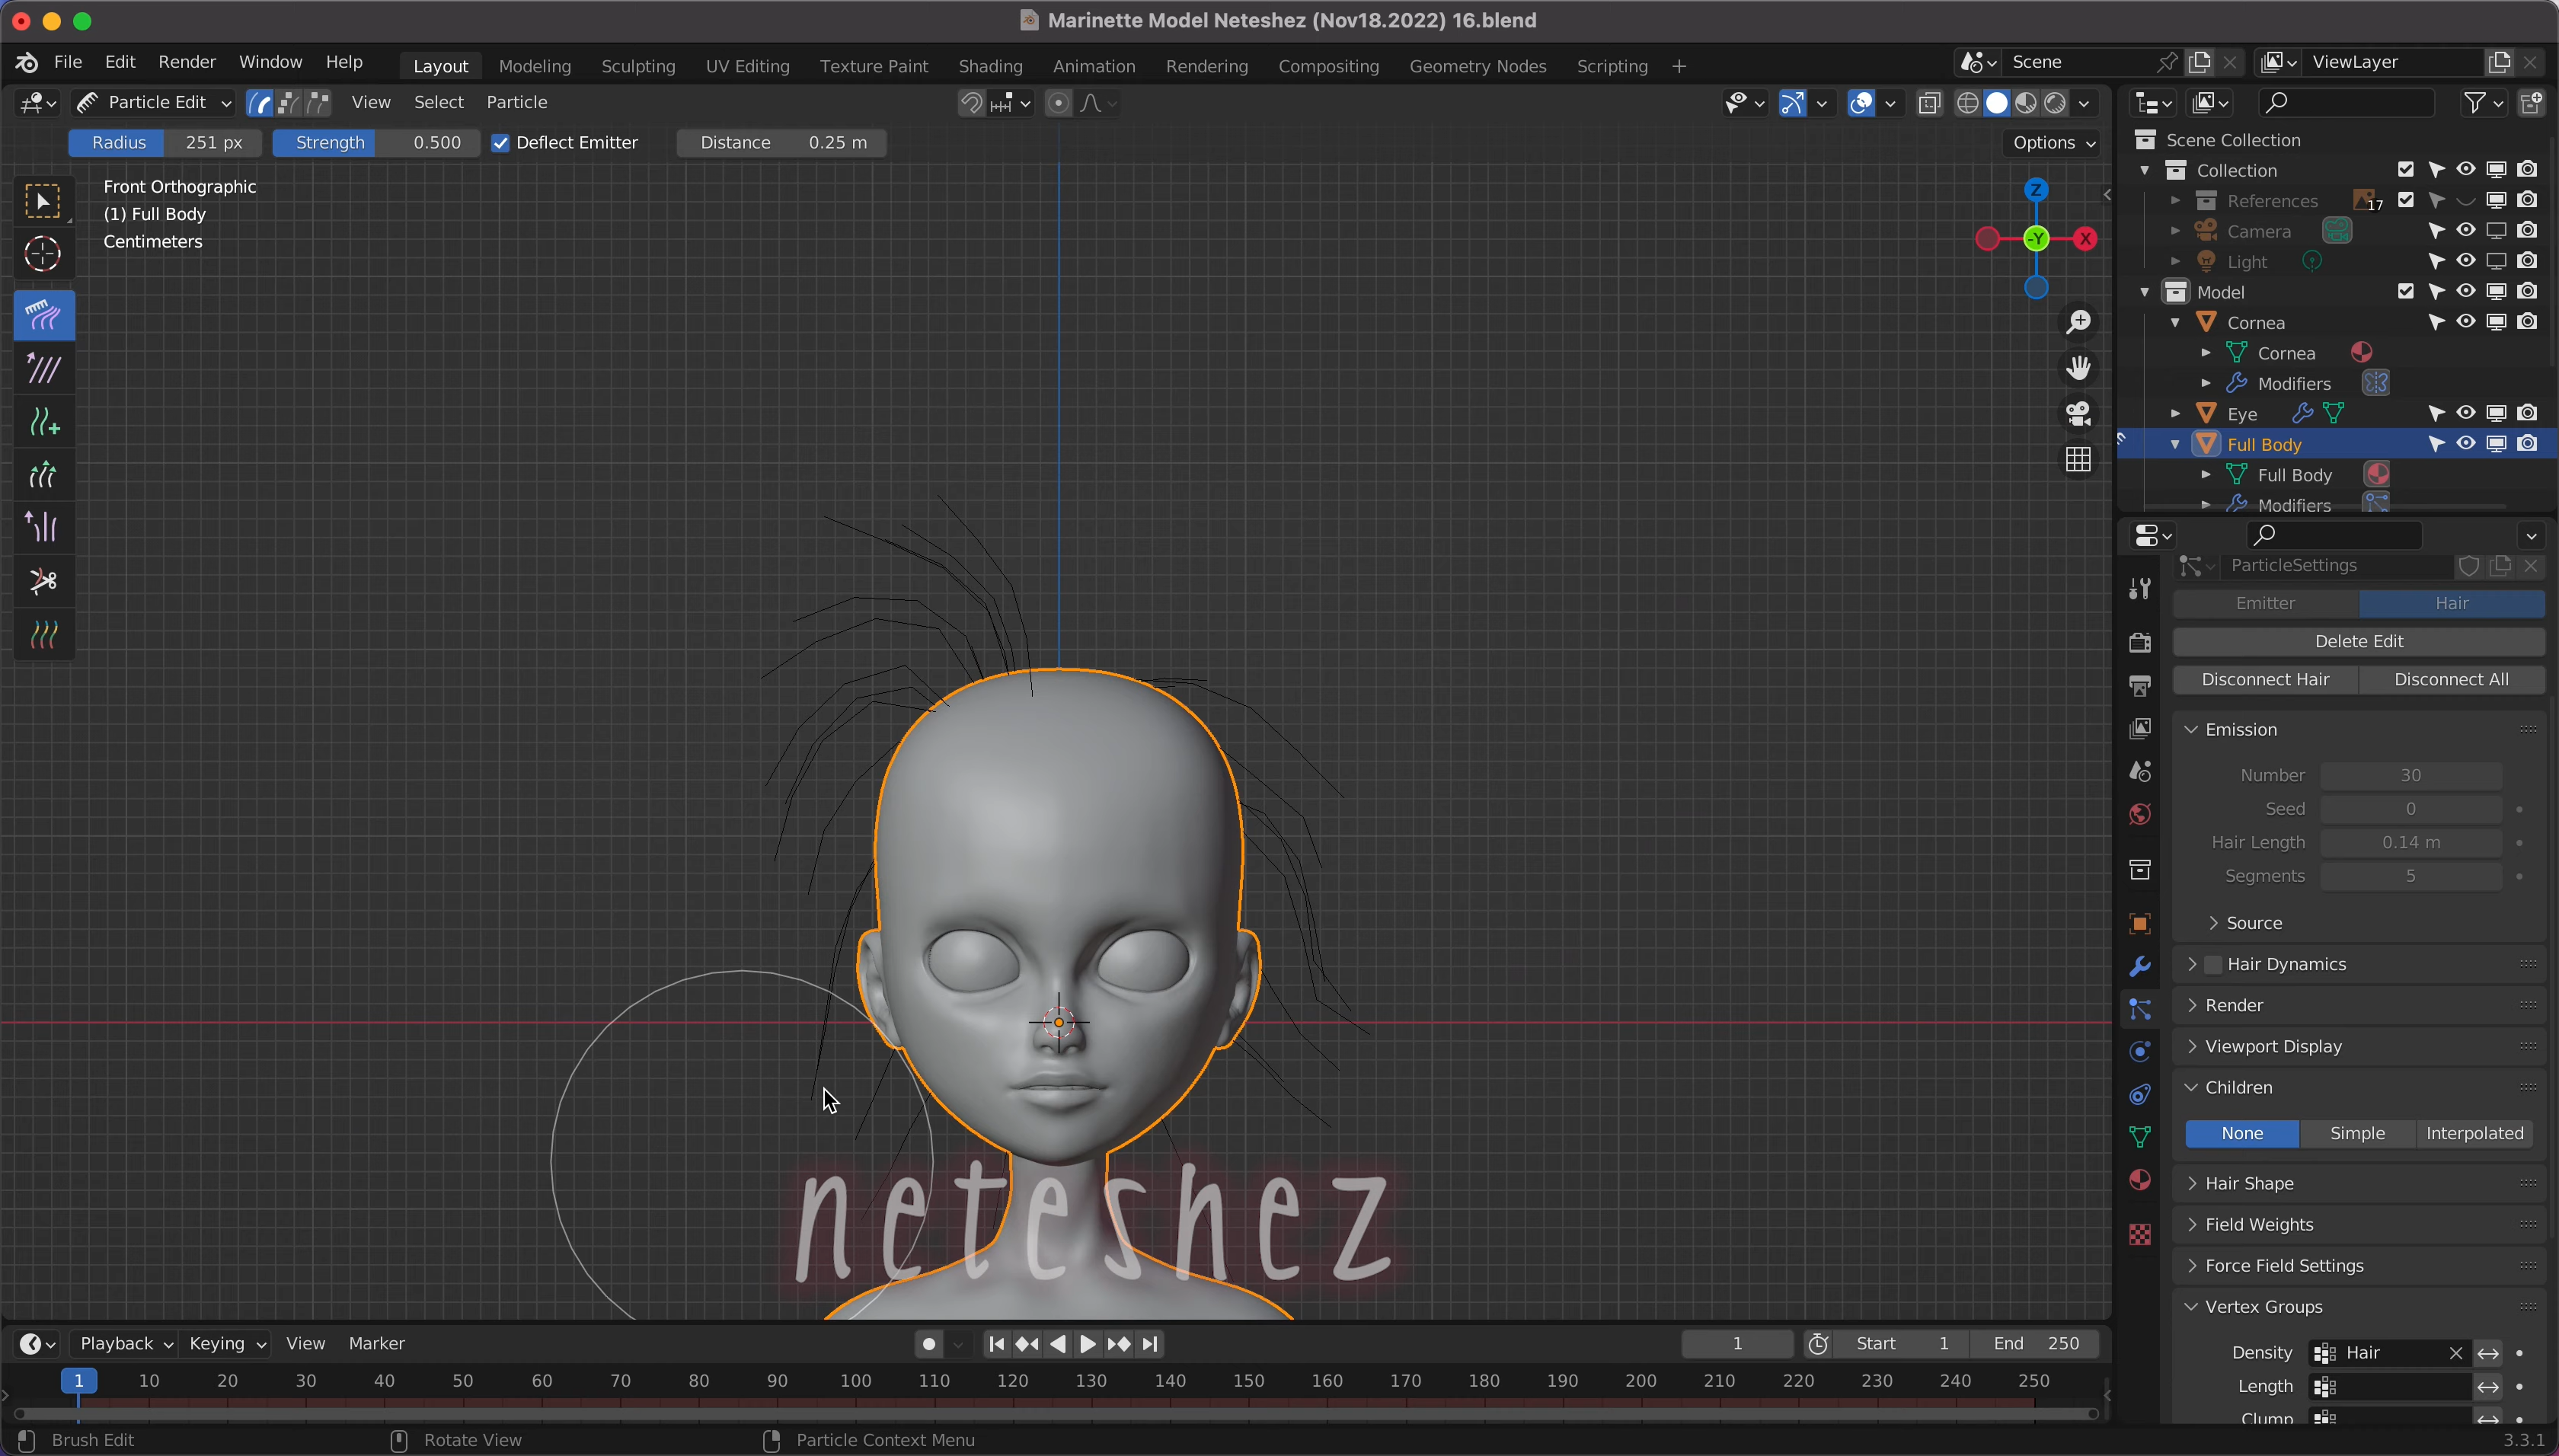 Marinette Model Neteshez (Nov18.2022) 16.blend
File Edit Render Window Help Layout Modeling Sculpting UV Editing Texture Paint Shading Animation Rendering Compositing Geometry Nodes Scripting + Scene ViewLayer
Particle Edit View Select Particle
Radius 251 px Strength 0.500 Deflect Emitter Distance 0.25 m Options
Front Orthographic
(1) Full Body
Centimeters
Z
-Y
X
Scene Collection
Collection
References 17
Camera
Light
Model
Cornea
Cornea
Modifiers
Eye
Full Body
Full Body
Modifiers
ParticleSettings
Emitter Hair
Delete Edit
Disconnect Hair Disconnect All
Emission
Number 30
Seed 0
Hair Length 0.14 m
Segments 5
Source
Hair Dynamics
Render
Viewport Display
Children
None Simple Interpolated
Hair Shape
Field Weights
Force Field Settings
Vertex Groups
Density Hair
Length
Clump
neteshez
Playback Keying View Marker 1 Start 1 End 250
1 10 20 30 40 50 60 70 80 90 100 110 120 130 140 150 160 170 180 190 200 210 220 230 240 250
Brush Edit Rotate View Particle Context Menu 3.3.1